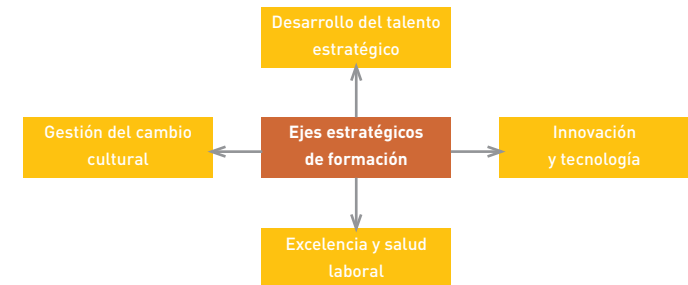 Desarrollo del talento
estratégico
Gestión del cambio
cultural
Ejes estratégicos
de formación
Innovación
y tecnología
Excelencia y salud
laboral